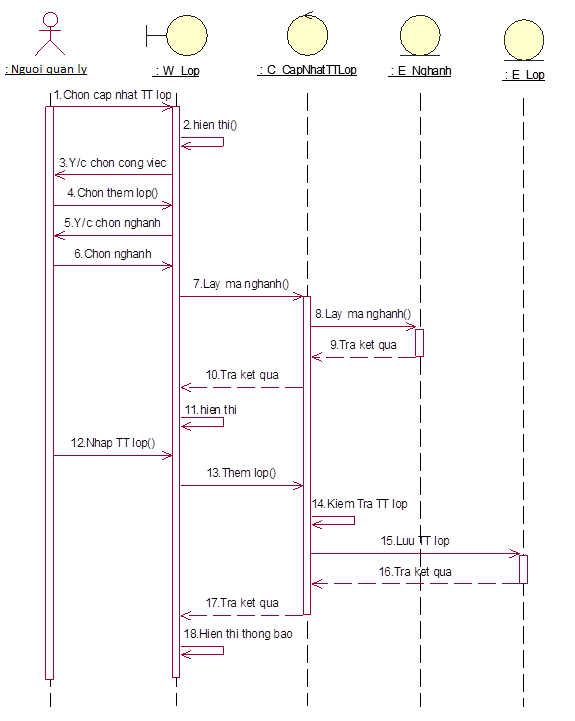 : Nguoi quan ly
: W_Lop
: C_CapNhatTTLop
: E_Nghanh
: E_Lop
1.Chon cap nhat TT lop
2.hien thi()
3.Y/c chon cong viec
4.Chon them lop()
5.Y/c chon nghanh
6.Chon nghanh
7.Lay ma nghanh()
8.Lay ma nghanh()
9.Tra ket qua
10.Tra ket qua
11.hien thi
12.Nhap TT lop()
13.Them lop()
14.Kiem Tra TT lop
15.Luu TT lop
16.Tra ket qua
17.Tra ket qua
18.Hien thi thong bao